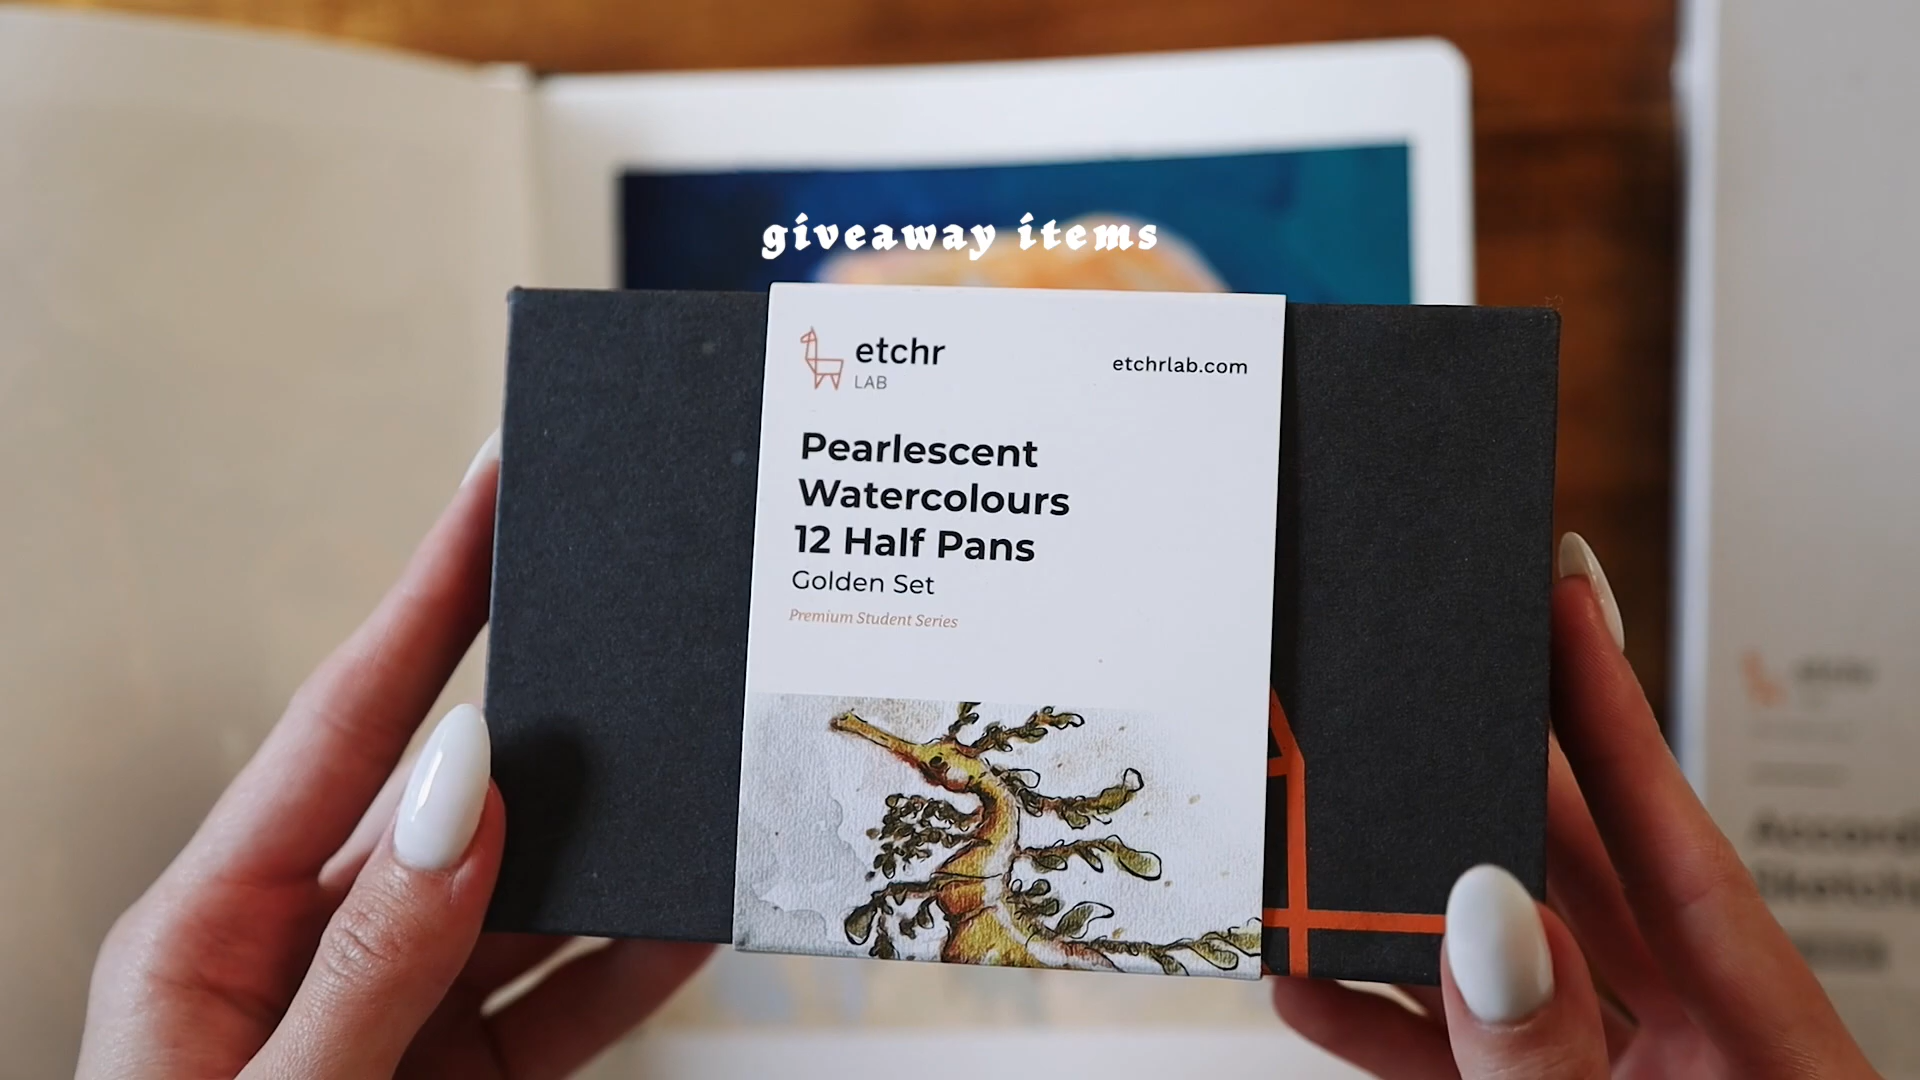 giveaway items
etchr
LAB
etchrlab.com
Pearlescent
Watercolours
12 Half Pans
Golden Set
Premium Student Series